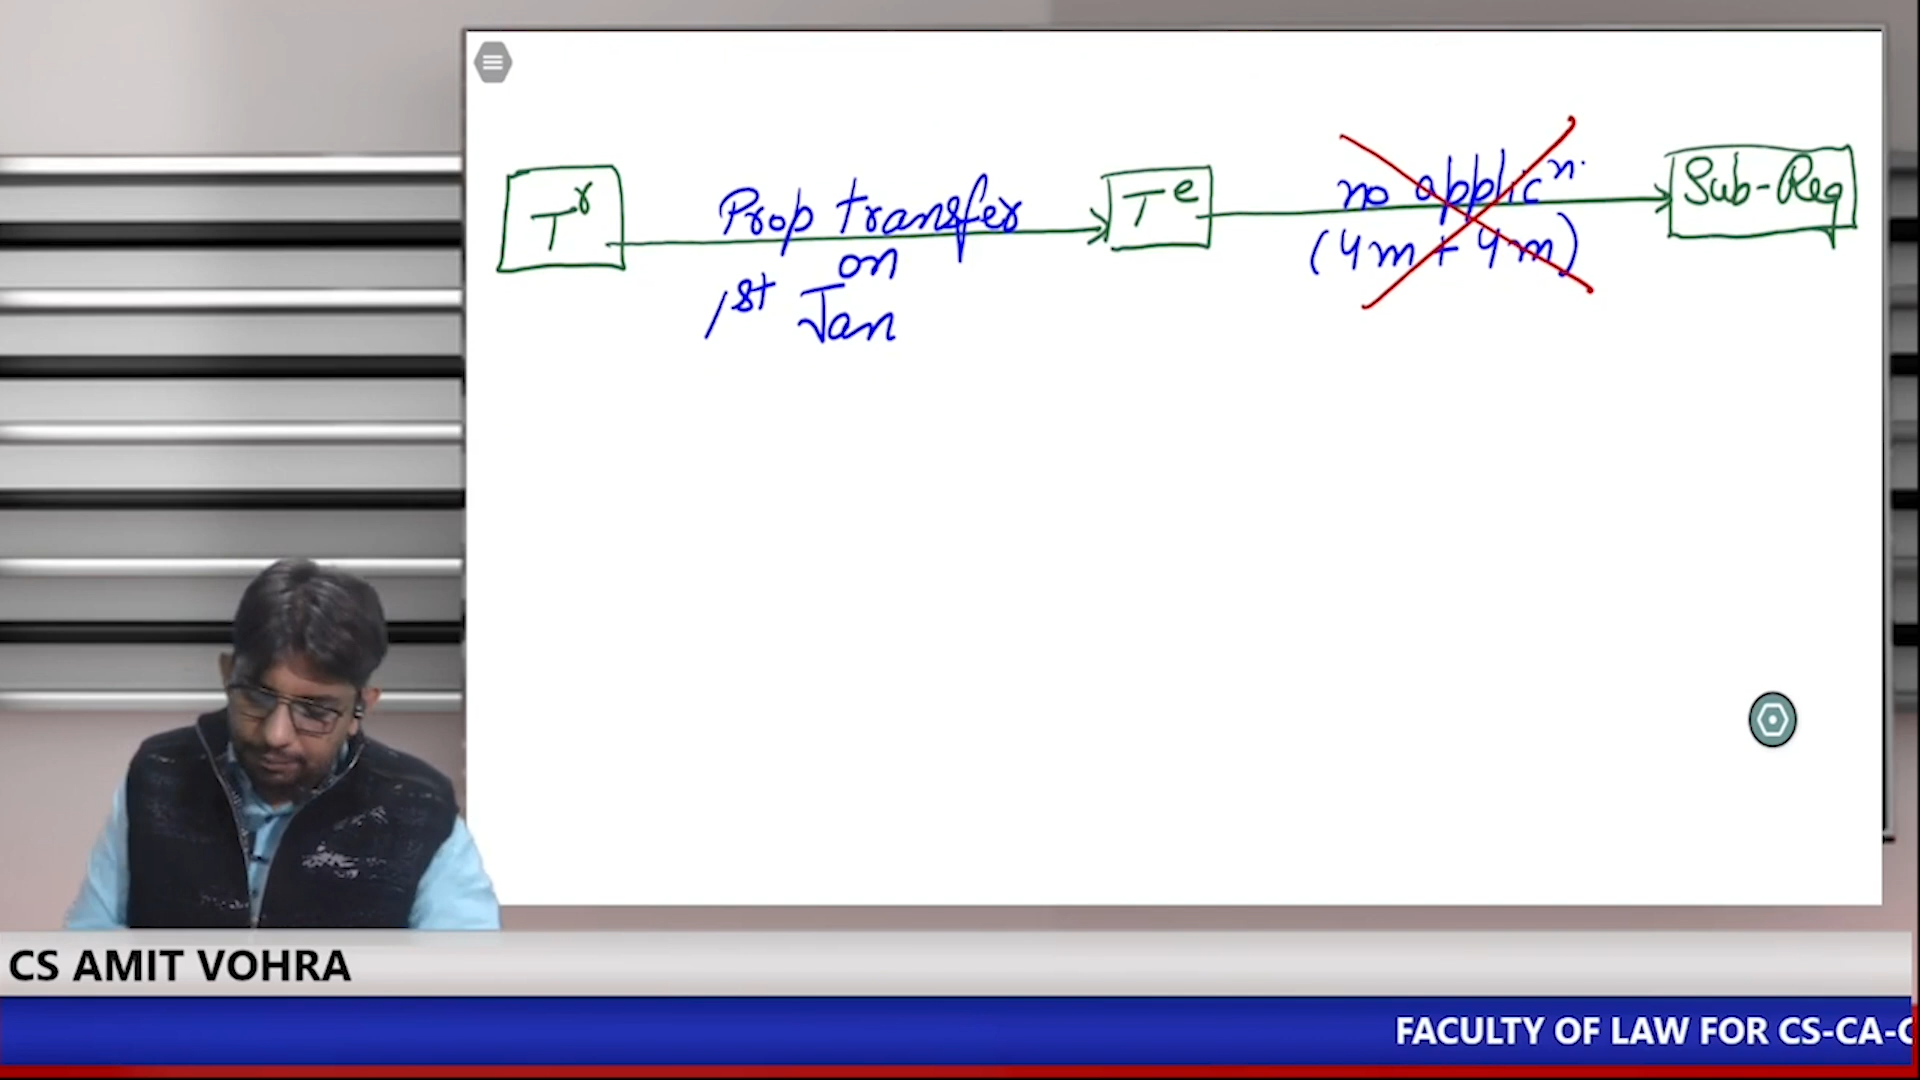 Tʳ
Prop transfer
on
1st Jan
Tᵉ
no applicⁿ.
(4m + 4m)
Sub-Reg
CS AMIT VOHRA
FACULTY OF LAW FOR CS-CA-C